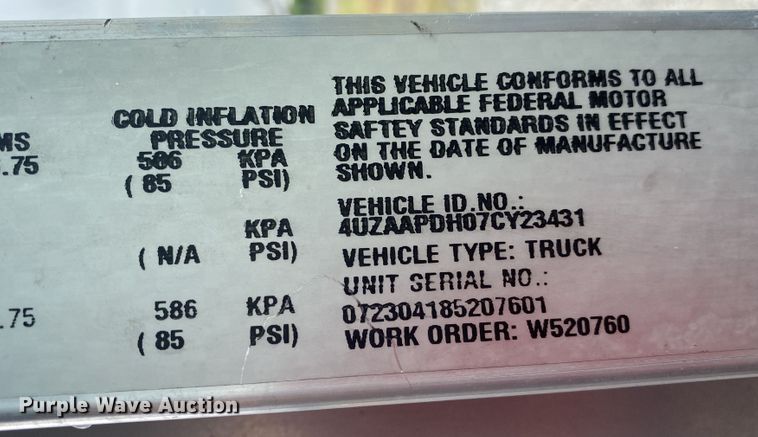 MS
.75
COLD INFLATION
PRESSURE
586 KPA
( 85 PSI)
KPA
( N/A PSI)
.75
586 KPA
( 85 PSI)
THIS VEHICLE CONFORMS TO ALL
APPLICABLE FEDERAL MOTOR
SAFTEY STANDARDS IN EFFECT
ON THE DATE OF MANUFACTURE
SHOWN.
VEHICLE ID.NO.:
4UZAAPDH07CY23431
VEHICLE TYPE: TRUCK
UNIT SERIAL NO.:
072304185207601
WORK ORDER: W520760
Purple Wave Auction